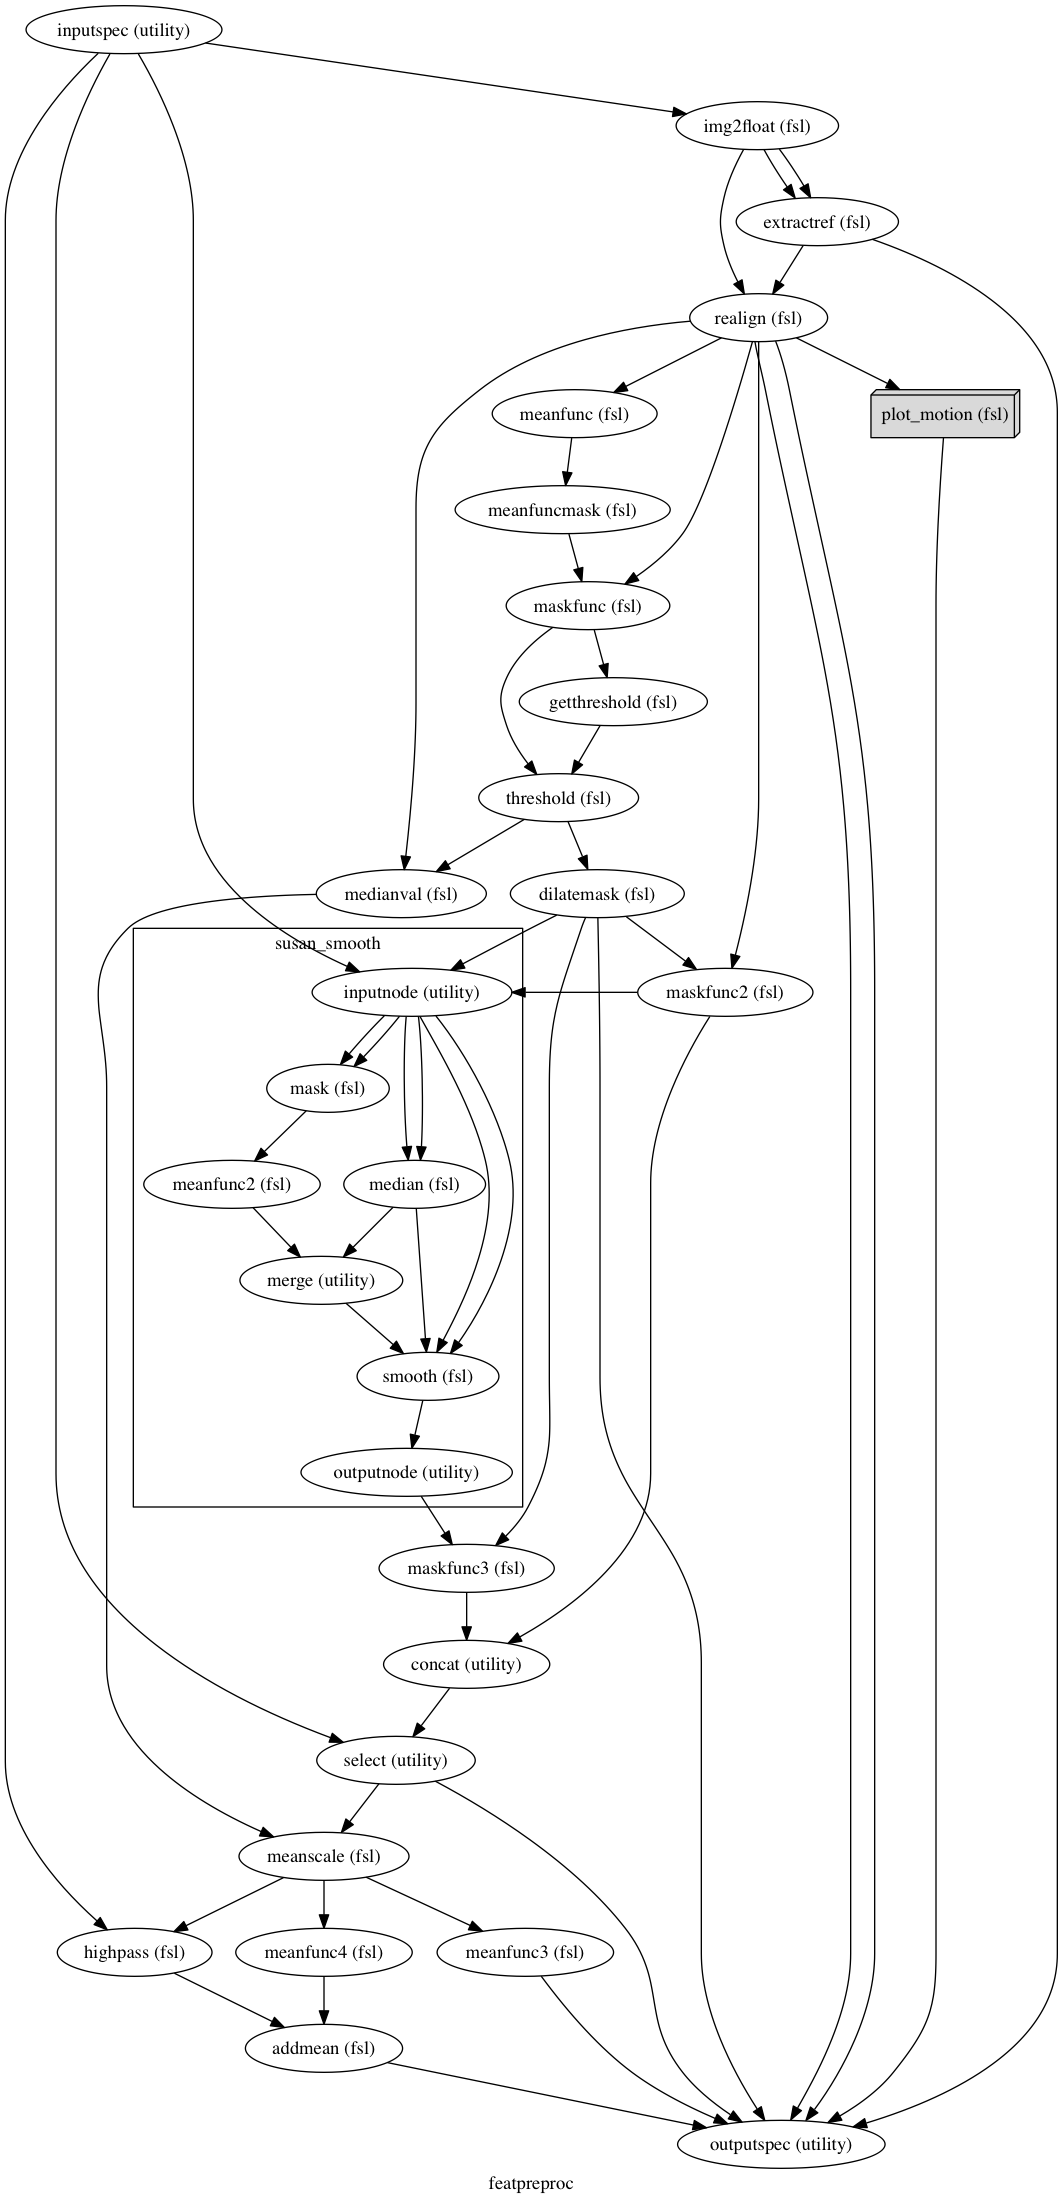 inputspec (utility)
img2float (fsl)
extractref (fsl)
realign (fsl)
meanfunc (fsl)
plot_motion (fsl)
meanfuncmask (fsl)
maskfunc (fsl)
getthreshold (fsl)
threshold (fsl)
medianval (fsl)
dilatemask (fsl)
susan_smooth
inputnode (utility)
maskfunc2 (fsl)
mask (fsl)
meanfunc2 (fsl)
median (fsl)
merge (utility)
smooth (fsl)
outputnode (utility)
maskfunc3 (fsl)
concat (utility)
select (utility)
meanscale (fsl)
highpass (fsl)
meanfunc4 (fsl)
meanfunc3 (fsl)
addmean (fsl)
outputspec (utility)
featpreproc